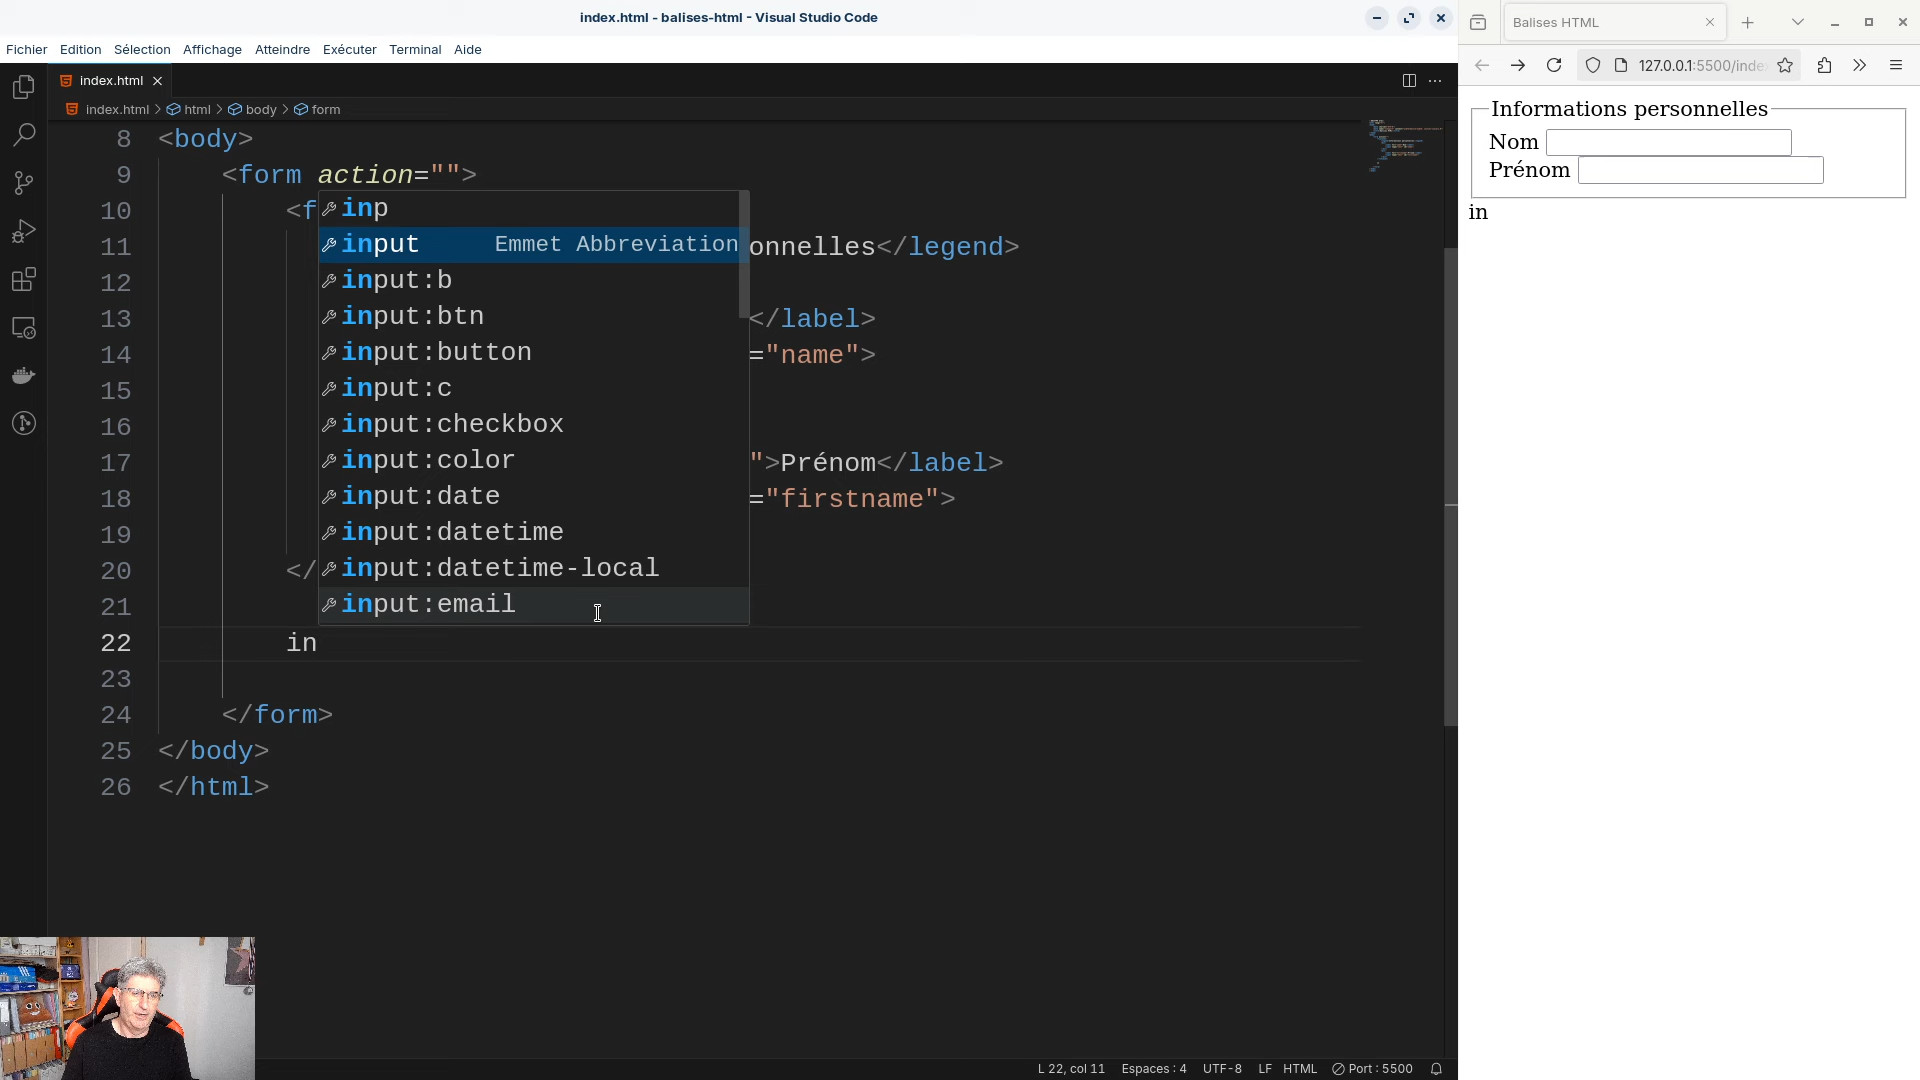 index.html - balises-html - Visual Studio Code
Fichier Edition Sélection Affichage Atteindre Exécuter Terminal Aide
index.html
index.html > html > body > form
8 <body>
9 <form action="">
10 <f
11 onnelles</legend>
12
13 </label>
14 ="name">
15
16
17 ">Prénom</label>
18 ="firstname">
19
20 </
21
22 in
23
24 </form>
25 </body>
26 </html>
inp
input Emmet Abbreviation
input:b
input:btn
input:button
input:c
input:checkbox
input:color
input:date
input:datetime
input:datetime-local
input:email
L 22, col 11 Espaces : 4 UTF-8 LF HTML Port : 5500
Balises HTML
127.0.0.1:5500/inde
Informations personnelles
Nom
Prénom
in